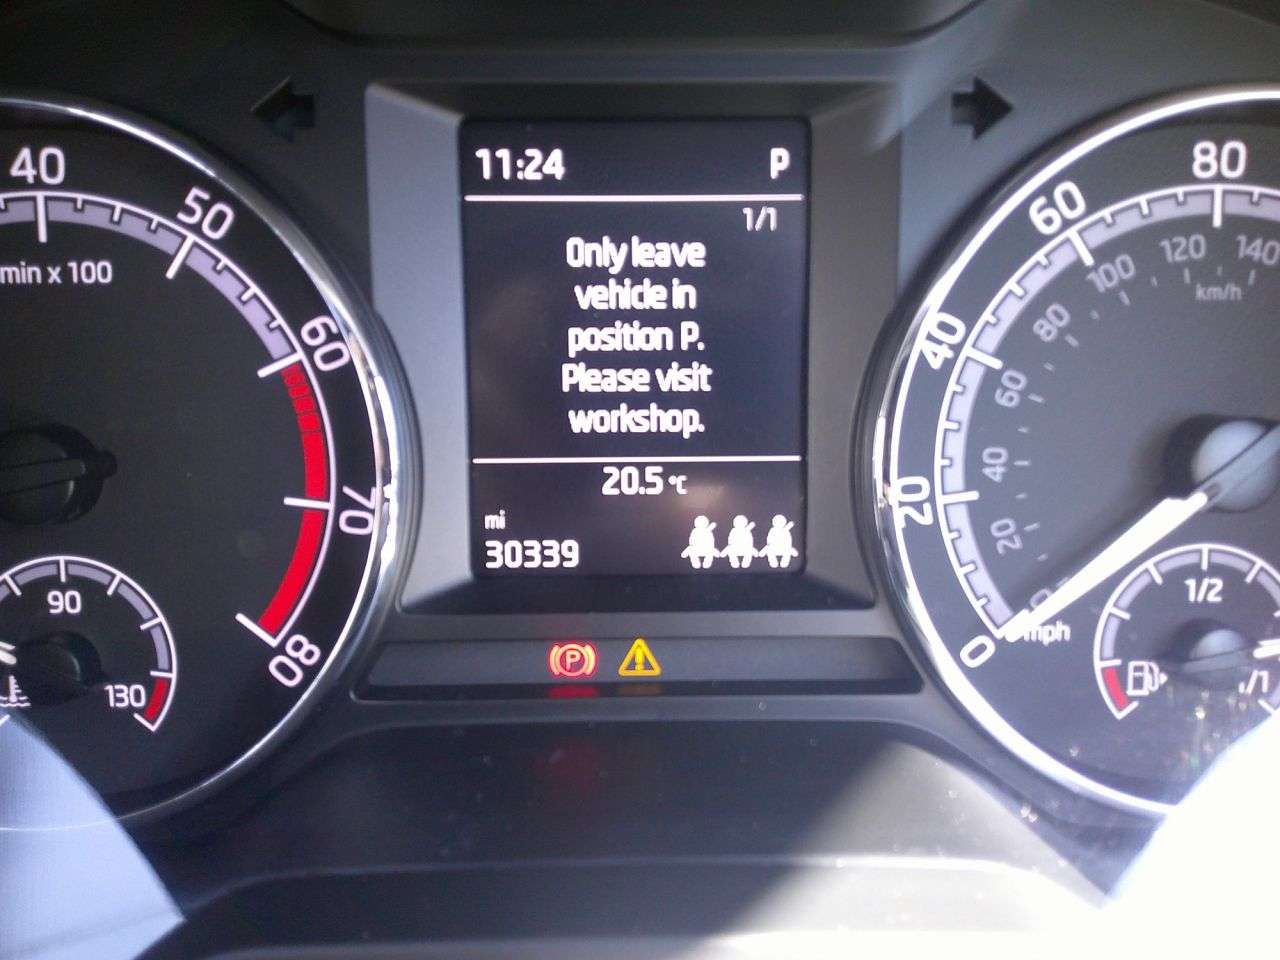 11:24 P
1/1
Only leave
vehicle in
position P.
Please visit
workshop.
20.5 °C
mi
30339
40
50
60
70
80
min x 100
90
130
P
0
20
40
60
80
mph
20
40
60
80
100
120
140
km/h
1/2
1/1